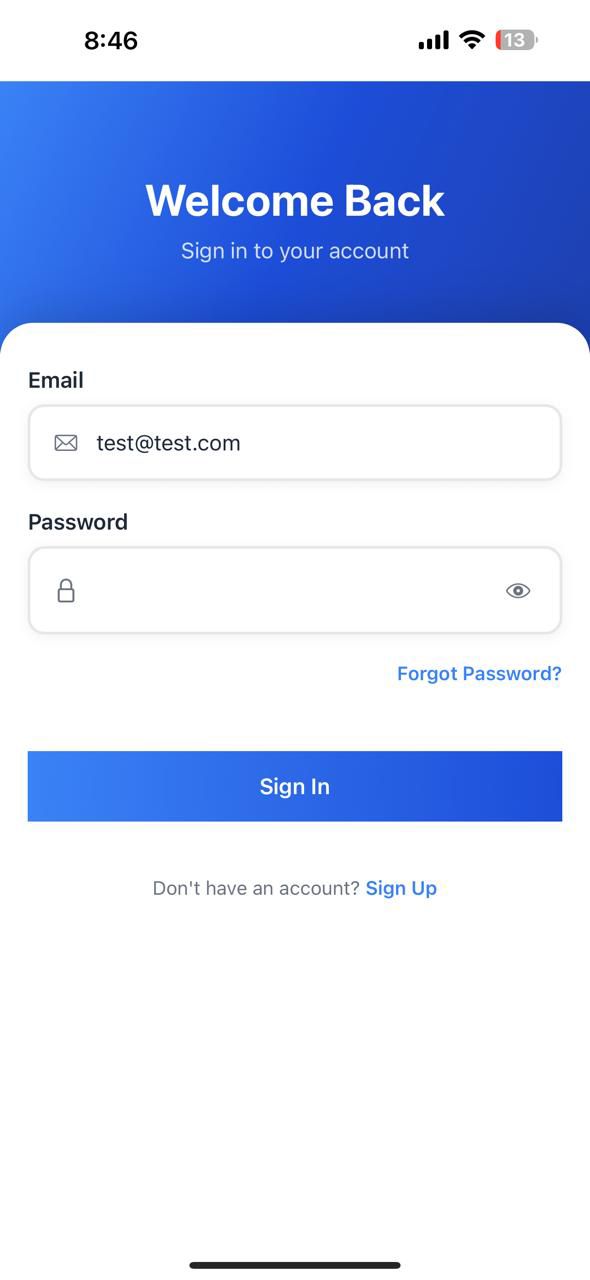 8:46
13
Welcome Back
Sign in to your account
Email
test@test.com
Password
Forgot Password?
Sign In
Don't have an account? Sign Up